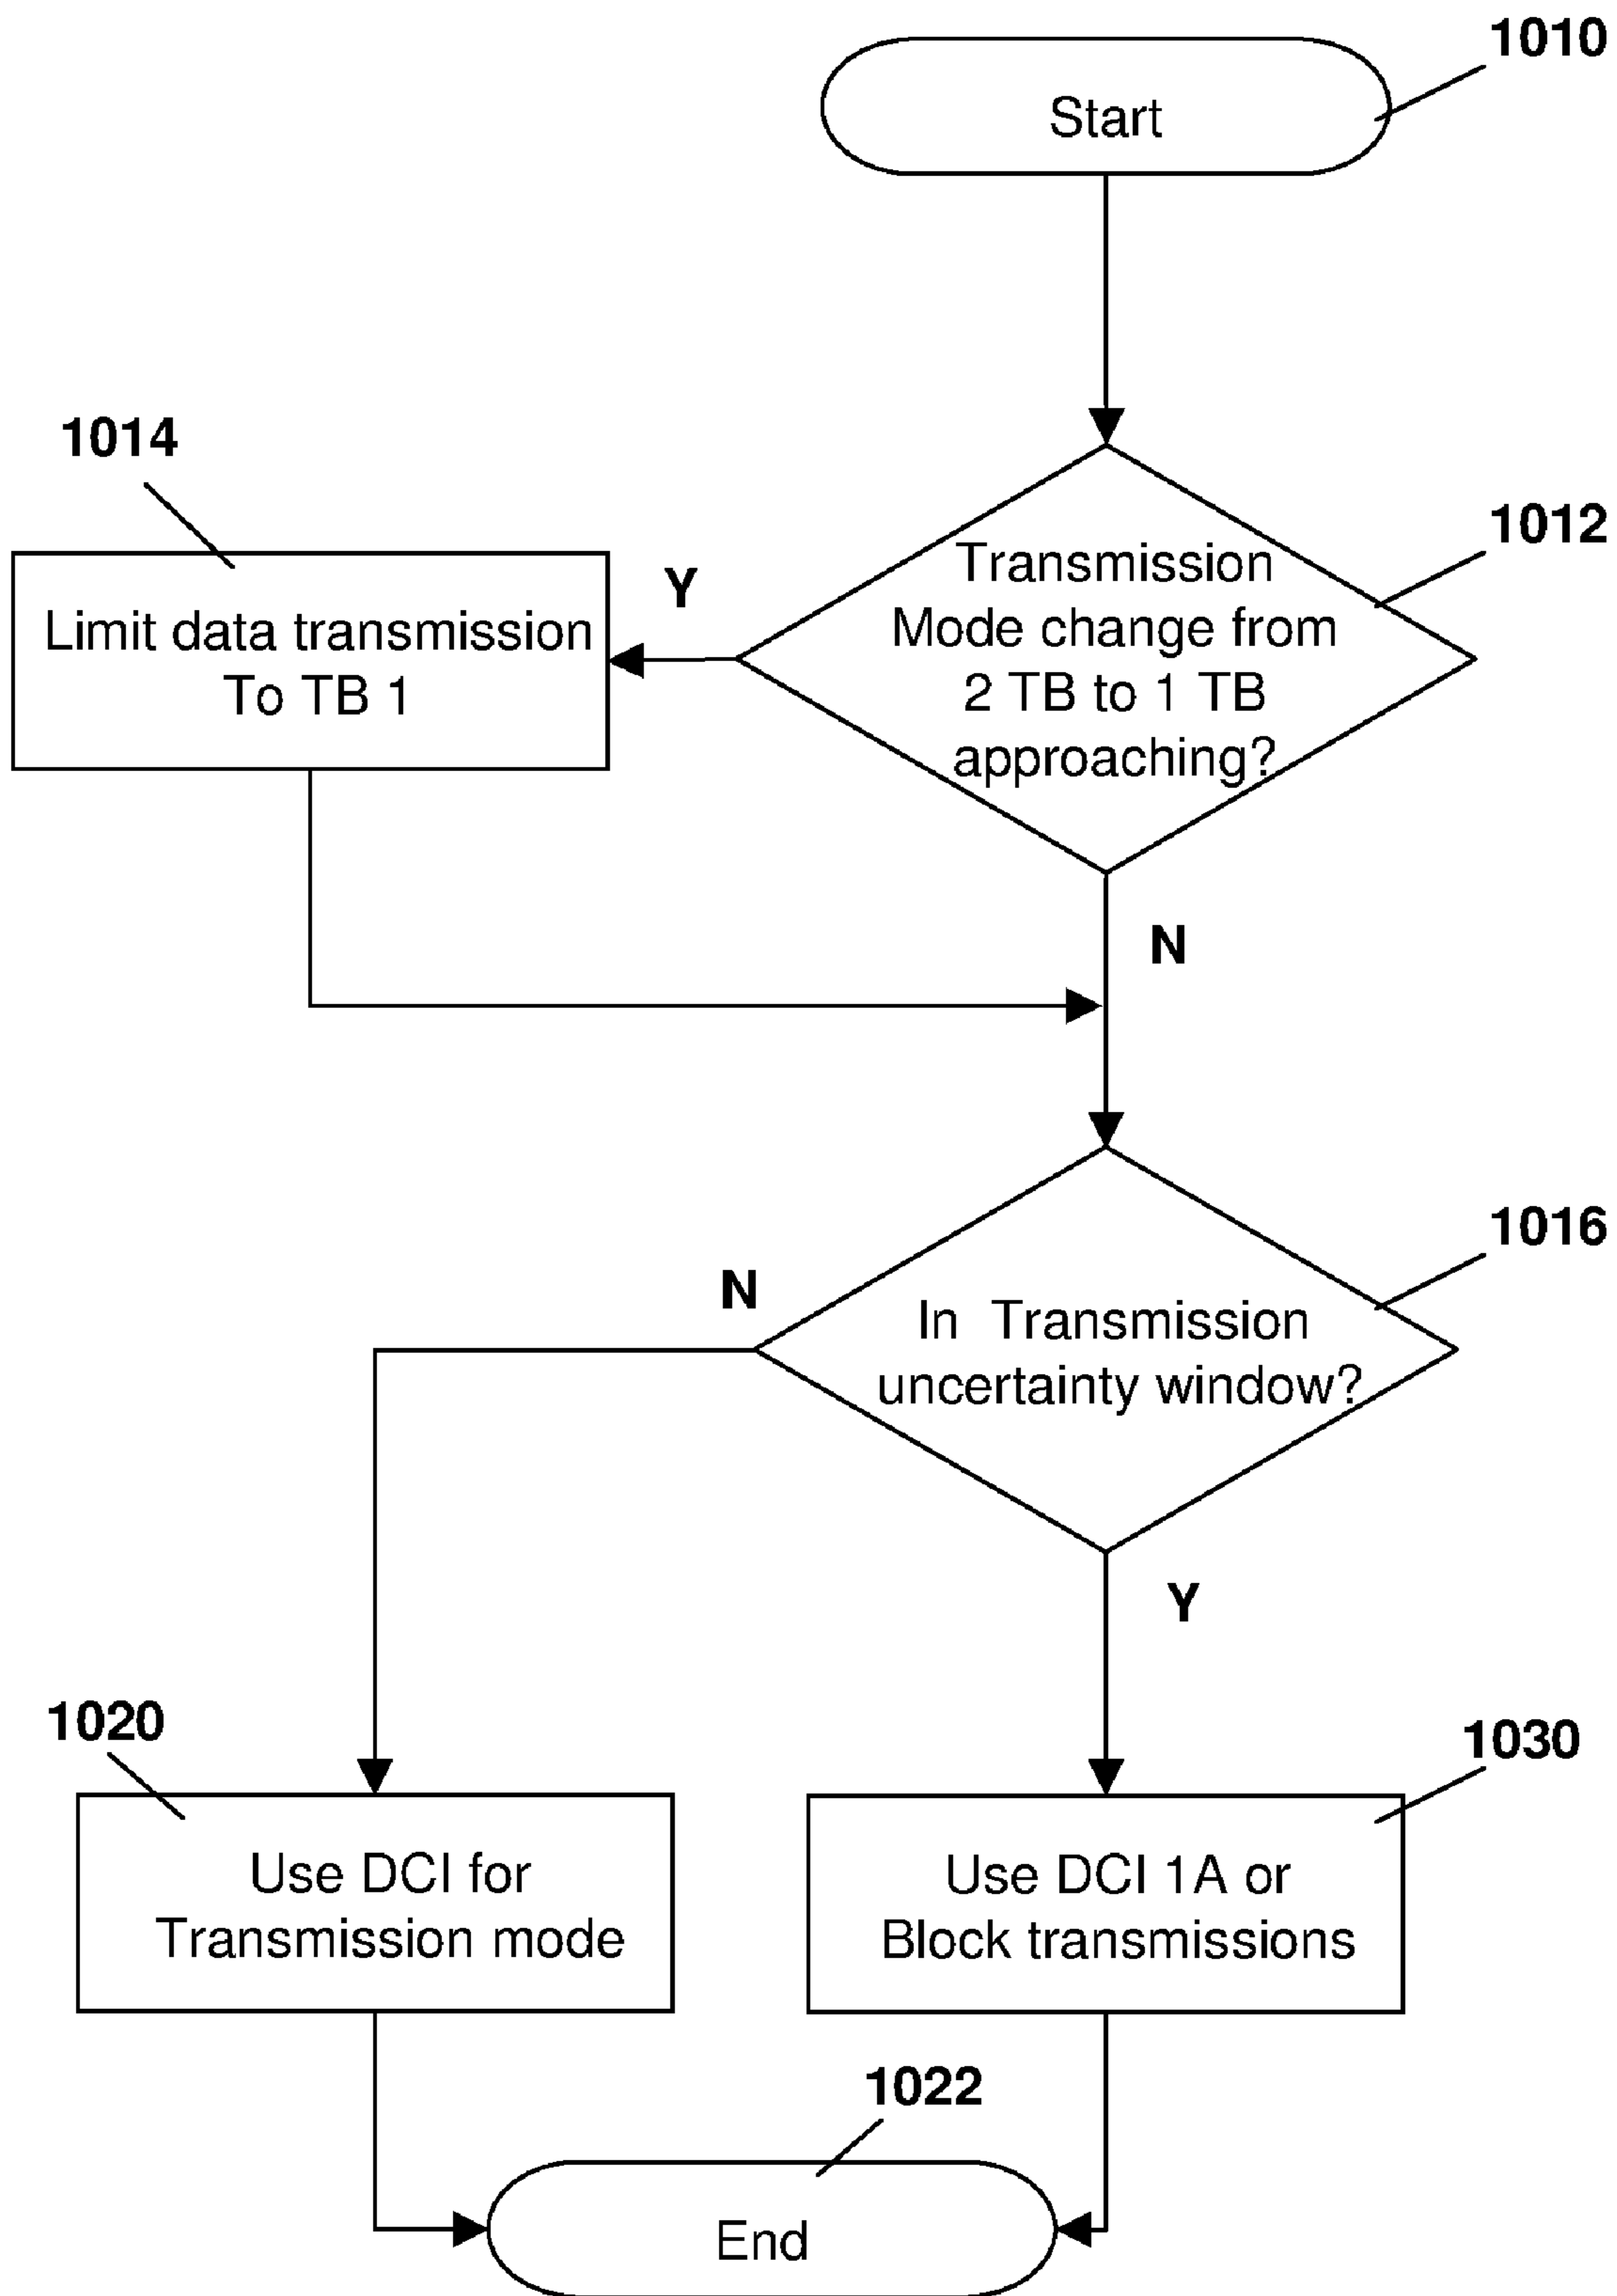 1010
Start
1014
1012
Y
Transmission
Mode change from
2 TB to 1 TB
approaching?
Limit data transmission
To TB 1
N
1016
N
In Transmission
uncertainty window?
Y
1020
1030
Use DCI for
Transmission mode
Use DCI 1A or
Block transmissions
1022
End